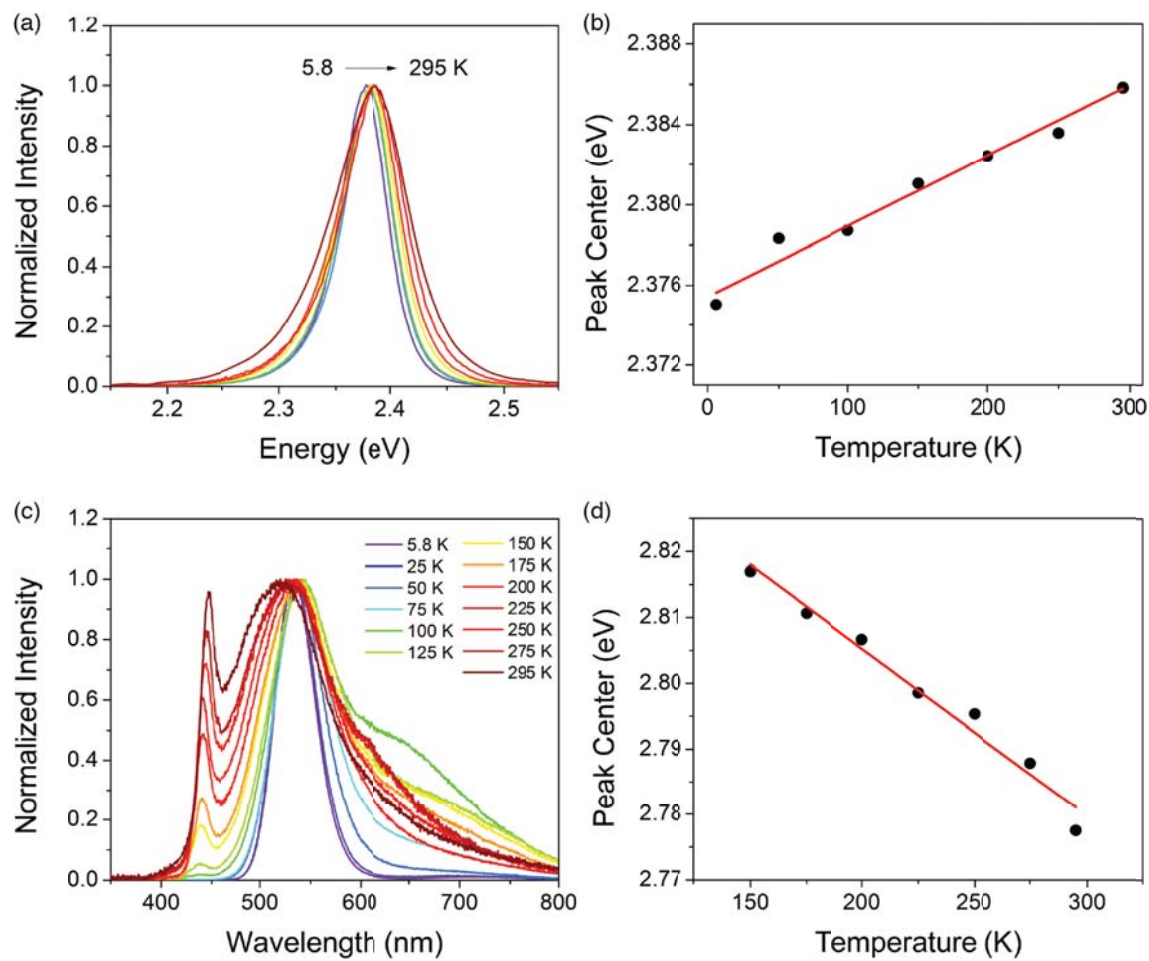 (a)
1.2
1.0
0.8
0.6
0.4
0.2
0.0
Normalized Intensity
5.8 → 295 K
2.2 2.3 2.4 2.5
Energy (eV)
(b)
2.388
2.384
2.380
2.376
2.372
Peak Center (eV)
0 100 200 300
Temperature (K)
(c)
1.2
1.0
0.8
0.6
0.4
0.2
0.0
Normalized Intensity
5.8 K 150 K
25 K 175 K
50 K 200 K
75 K 225 K
100 K 250 K
125 K 275 K
295 K
400 500 600 700 800
Wavelength (nm)
(d)
2.82
2.81
2.80
2.79
2.78
2.77
Peak Center (eV)
150 200 250 300
Temperature (K)